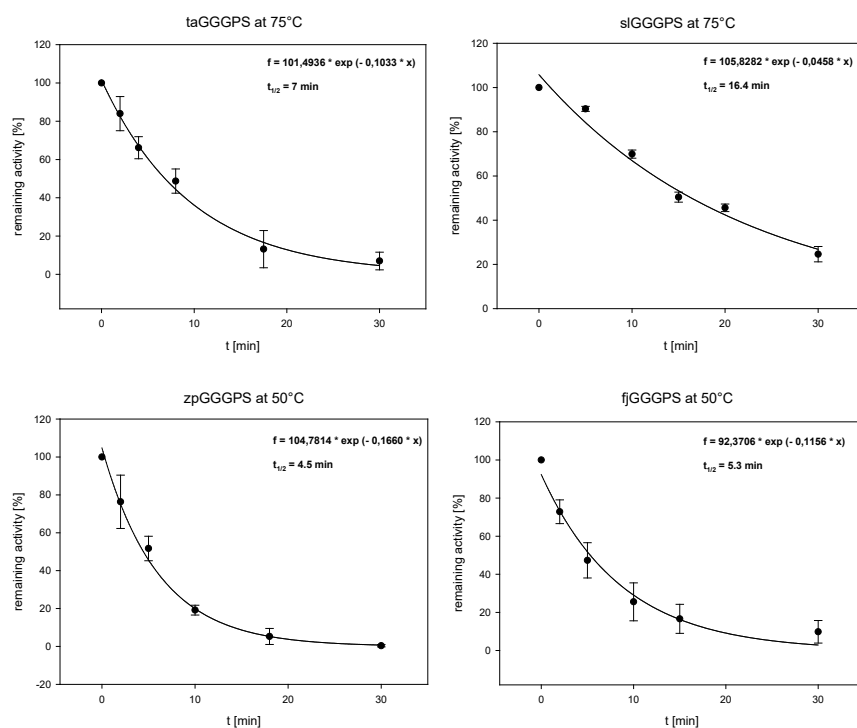 taGGGPS at 75°C
f = 101,4936 * exp (- 0,1033 * x)
t1/2 = 7 min
remaining activity [%]
120
100
80
60
40
20
0
0 10 20 30
t [min]
slGGGPS at 75°C
f = 105,8282 * exp (- 0,0458 * x)
t1/2 = 16.4 min
remaining activity [%]
120
100
80
60
40
20
0
0 10 20 30
t [min]
zpGGGPS at 50°C
f = 104,7814 * exp (- 0,1660 * x)
t1/2 = 4.5 min
remaining activity [%]
120
100
80
60
40
20
0
-20
0 10 20 30
t [min]
fjGGGPS at 50°C
f = 92,3706 * exp (- 0,1156 * x)
t1/2 = 5.3 min
remaining activity [%]
120
100
80
60
40
20
0
0 10 20 30
t [min]